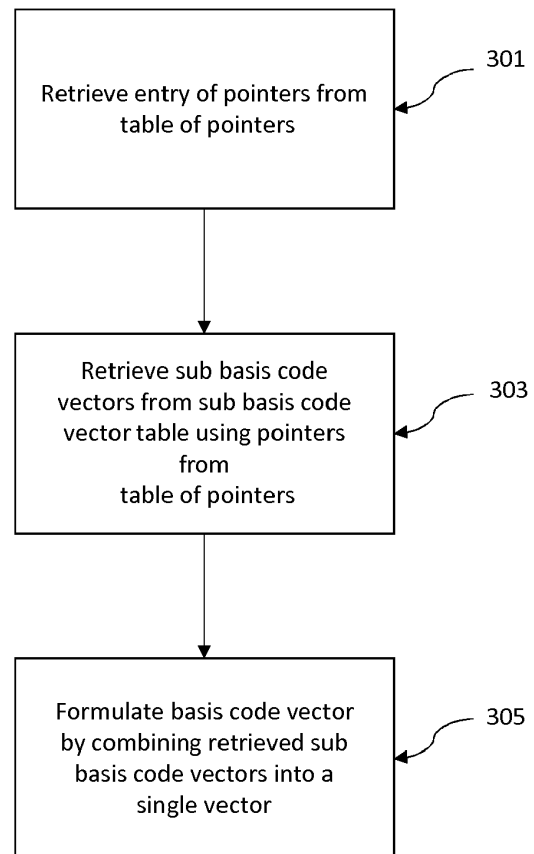 301
Retrieve entry of pointers from
table of pointers
303
Retrieve sub basis code
vectors from sub basis code
vector table using pointers
from
table of pointers
305
Formulate basis code vector
by combining retrieved sub
basis code vectors into a
single vector